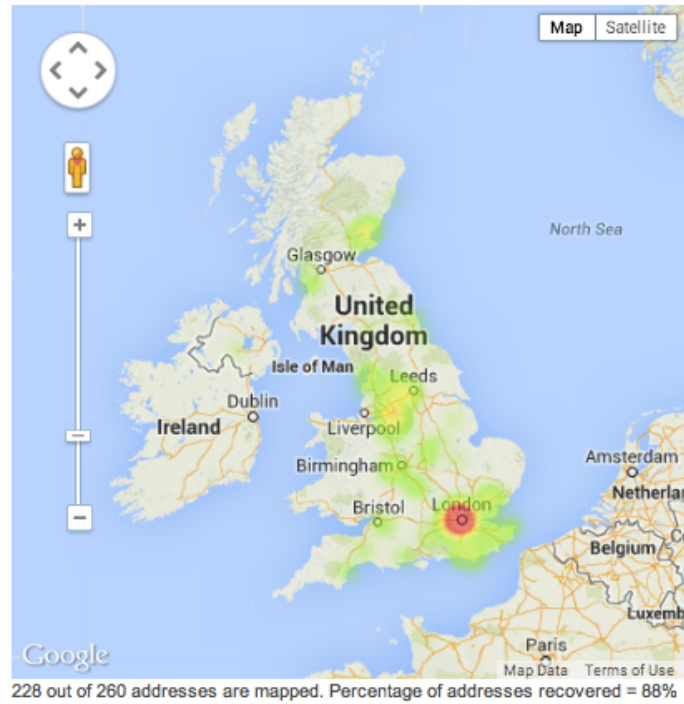 Map Satellite
North Sea
Glasgow
United
Kingdom
Isle of Man
Leeds
Dublin
Ireland
Liverpool
Birmingham
Amsterdam
Netherlar
Bristol
London
Belgium
Luxemb
Paris
Google
Map Data Terms of Use
228 out of 260 addresses are mapped. Percentage of addresses recovered = 88%